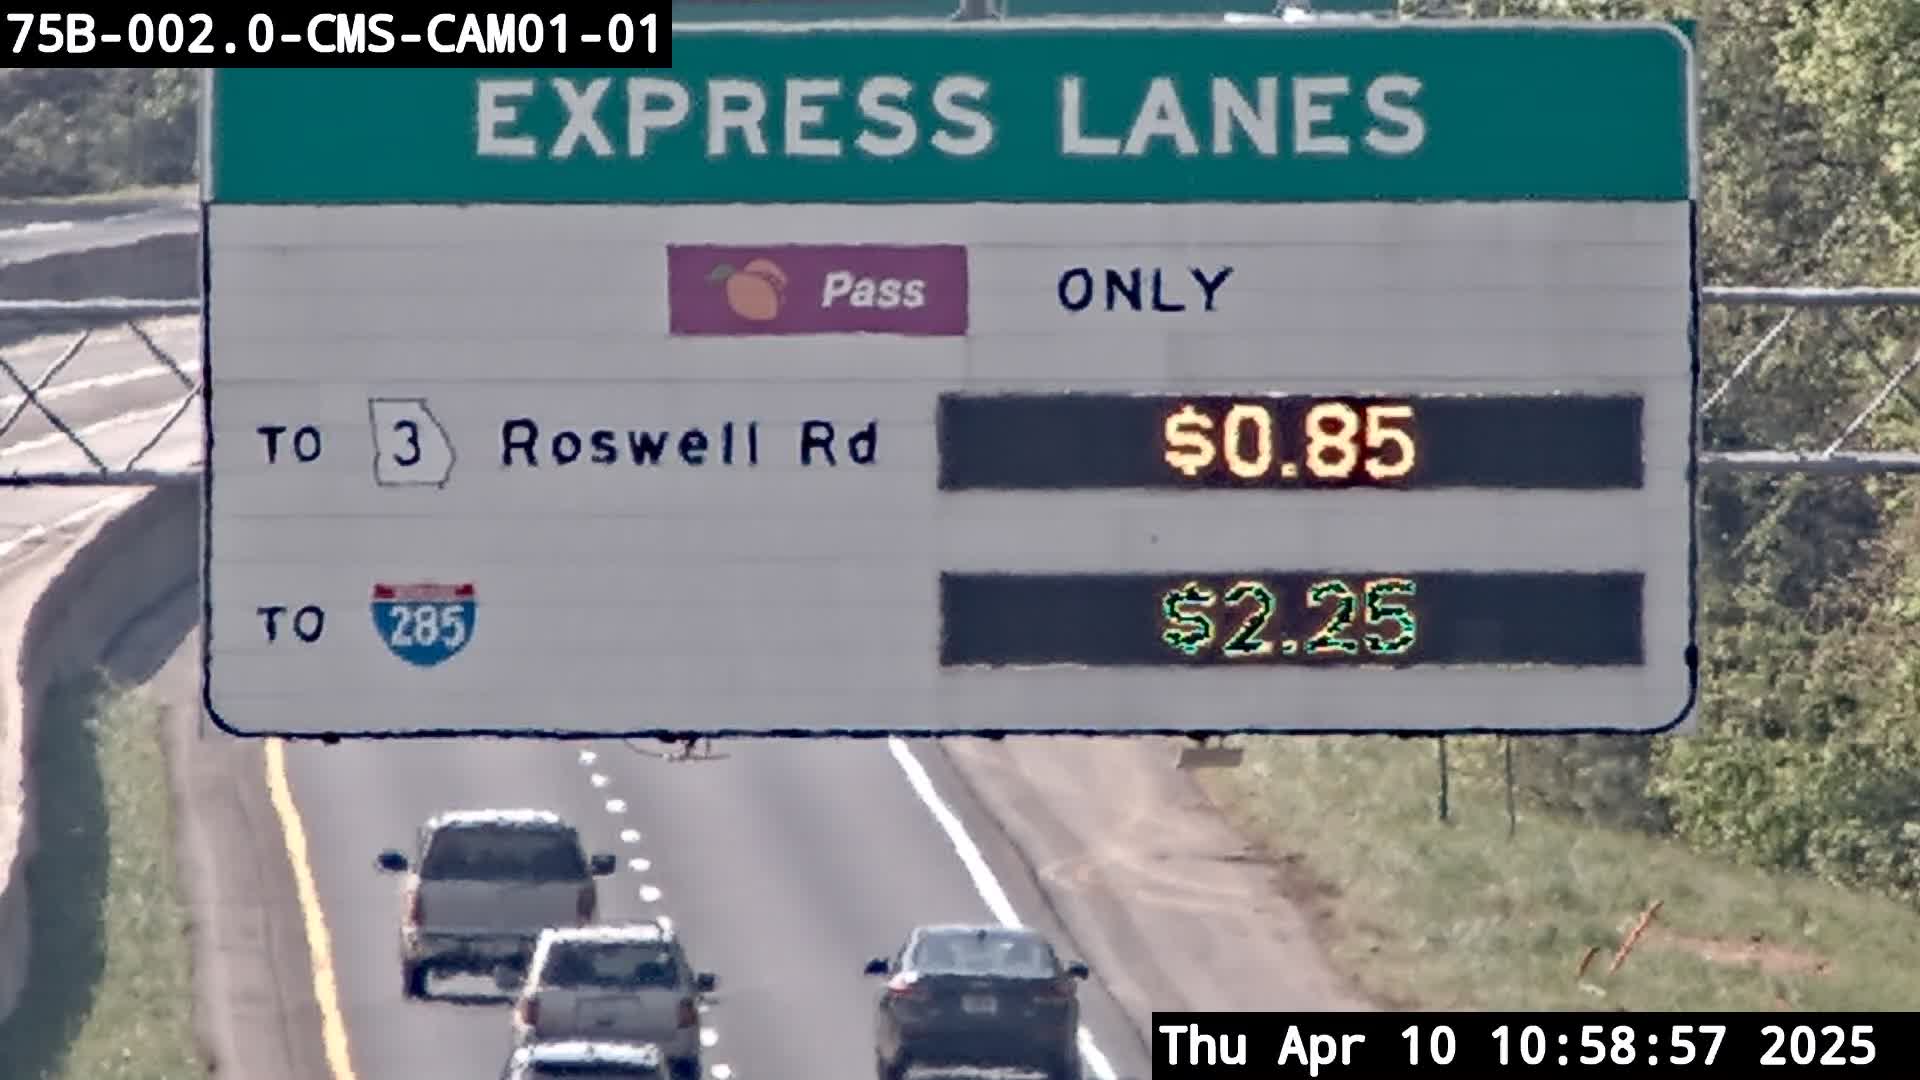 75B-002.0-CMS-CAM01-01
EXPRESS LANES
Pass ONLY
TO 3 Roswell Rd $0.85
TO 285 $2.25
Thu Apr 10 10:58:57 2025